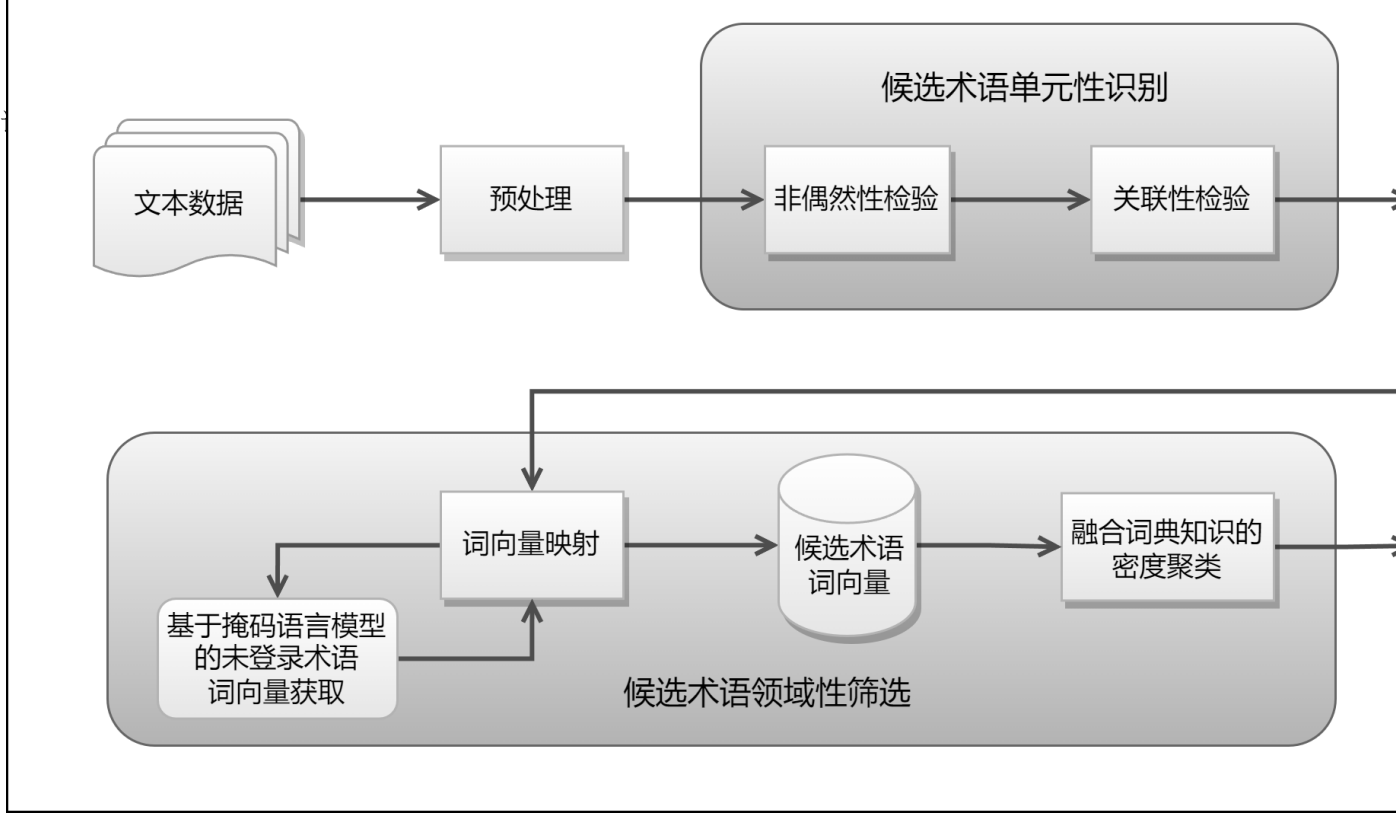 候选术语单元性识别
文本数据
预处理
非偶然性检验
关联性检验
词向量映射
候选术语
词向量
融合词典知识的
密度聚类
基于掩码语言模型
的未登录术语
词向量获取
候选术语领域性筛选